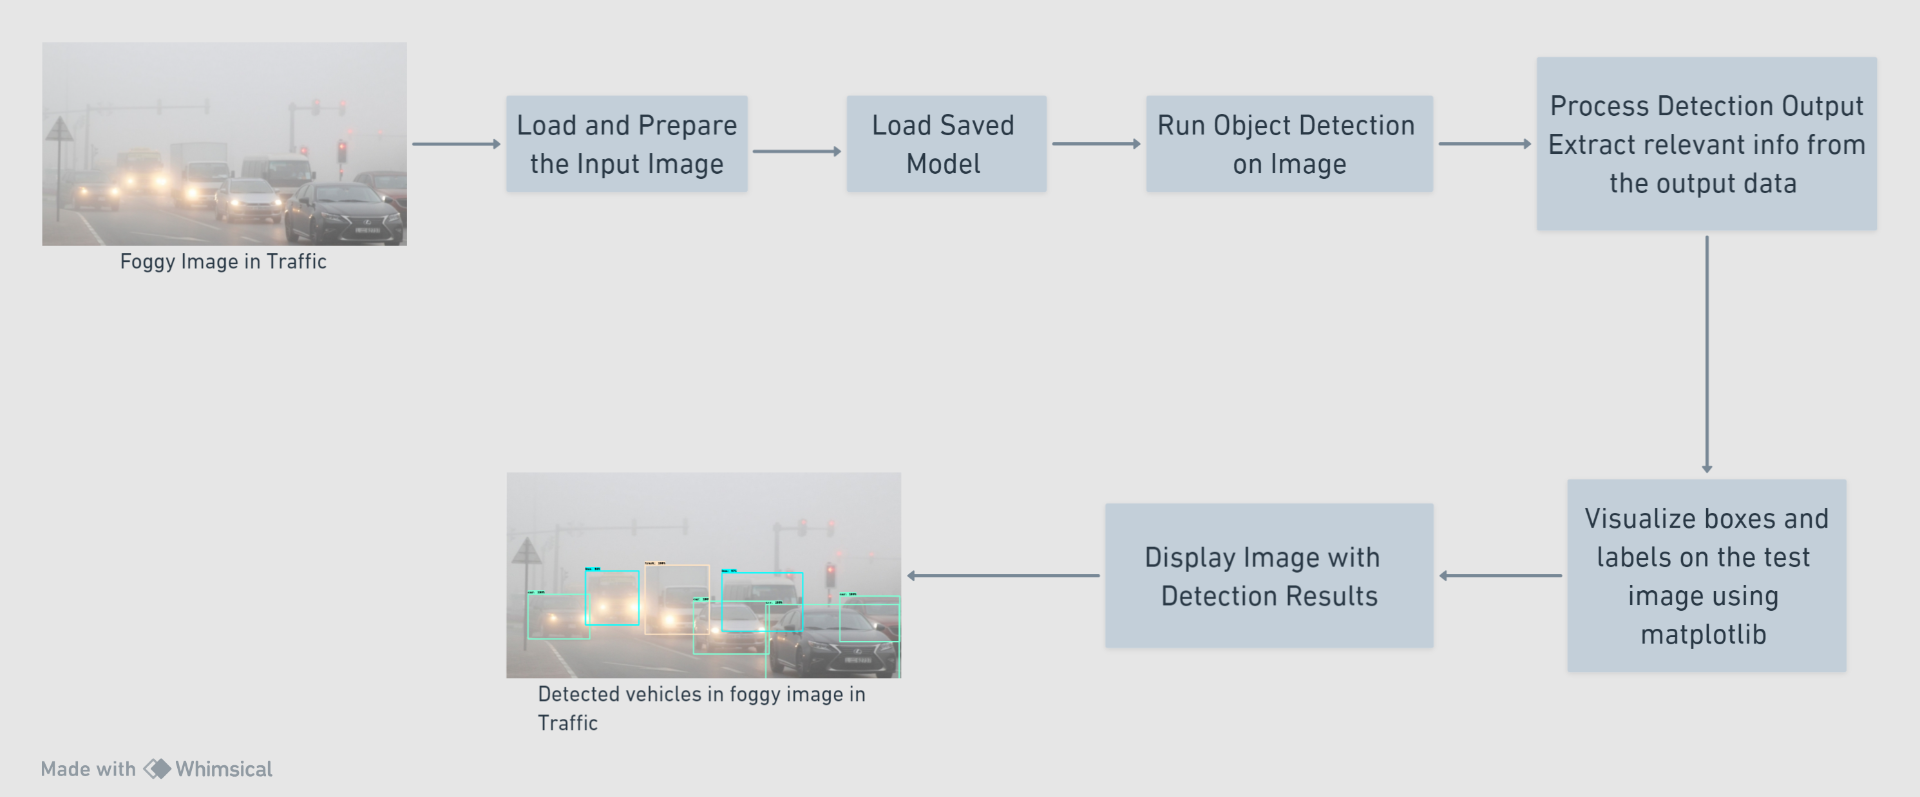 Load and Prepare
the Input Image
Load Saved
Model
Run Object Detection
on Image
Process Detection Output
Extract relevant info from
the output data
Foggy Image in Traffic
Visualize boxes and
labels on the test
image using
matplotlib
Display Image with
Detection Results
Detected vehicles in foggy image in
Traffic
Made with Whimsical